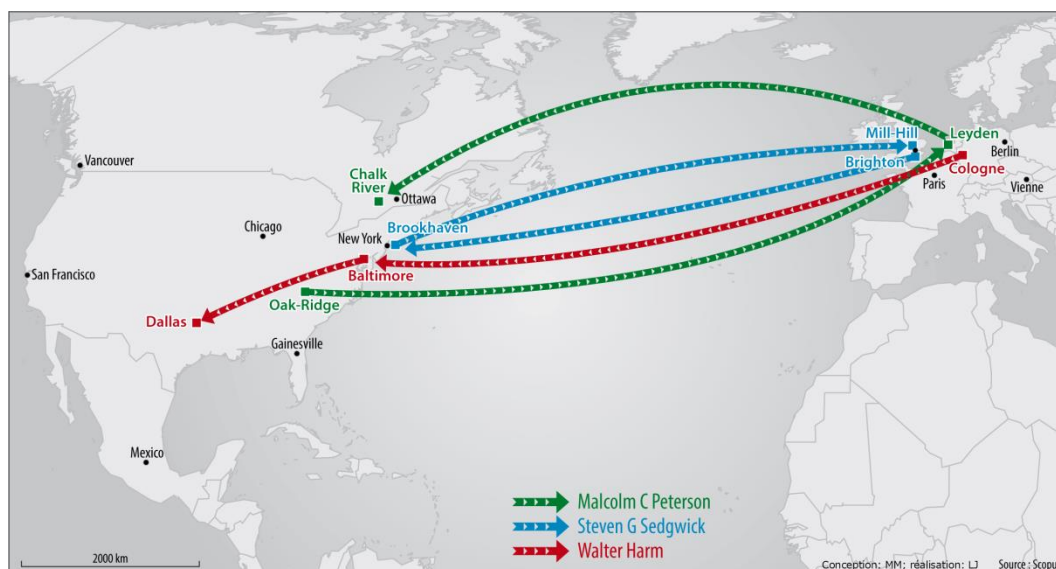 Vancouver
Chalk
River
Ottawa
Mill-Hill
Leyden
Berlin
Brighton
Cologne
Paris
Vienne
Chicago
New York
Brookhaven
San Francisco
Baltimore
Oak-Ridge
Dallas
Gainesville
Mexico
Malcolm C Peterson
Steven G Sedgwick
Walter Harm
2000 km
Conception: MM; réalisation: LJ Source : Scopu